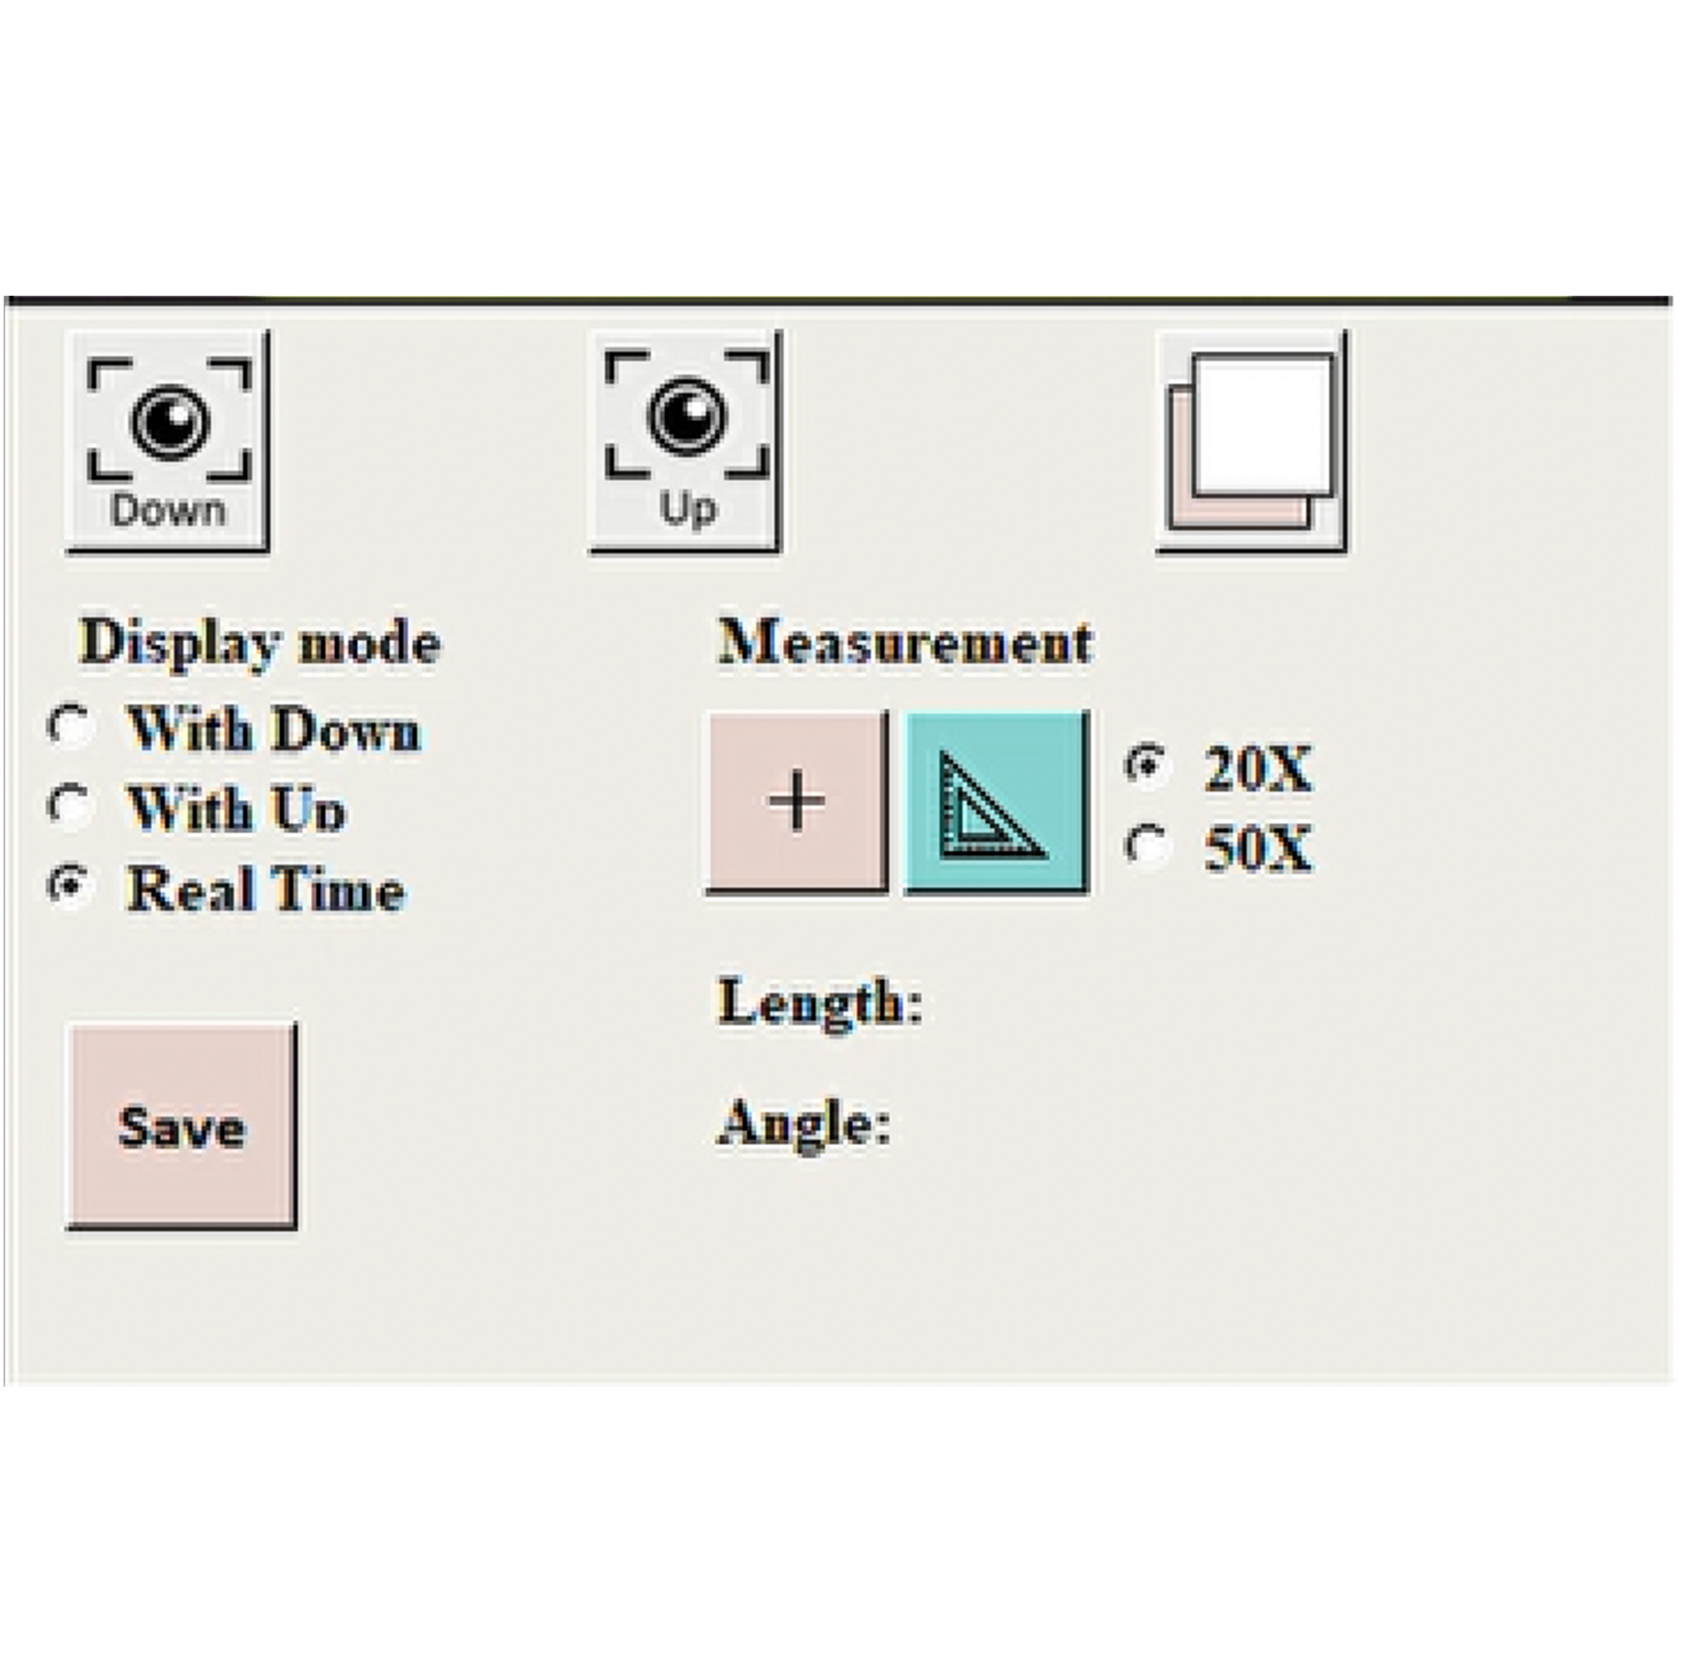 Down
Up
Display mode
Measurement
With Down
With Up
Real Time
20X
50X
Length:
Angle:
Save